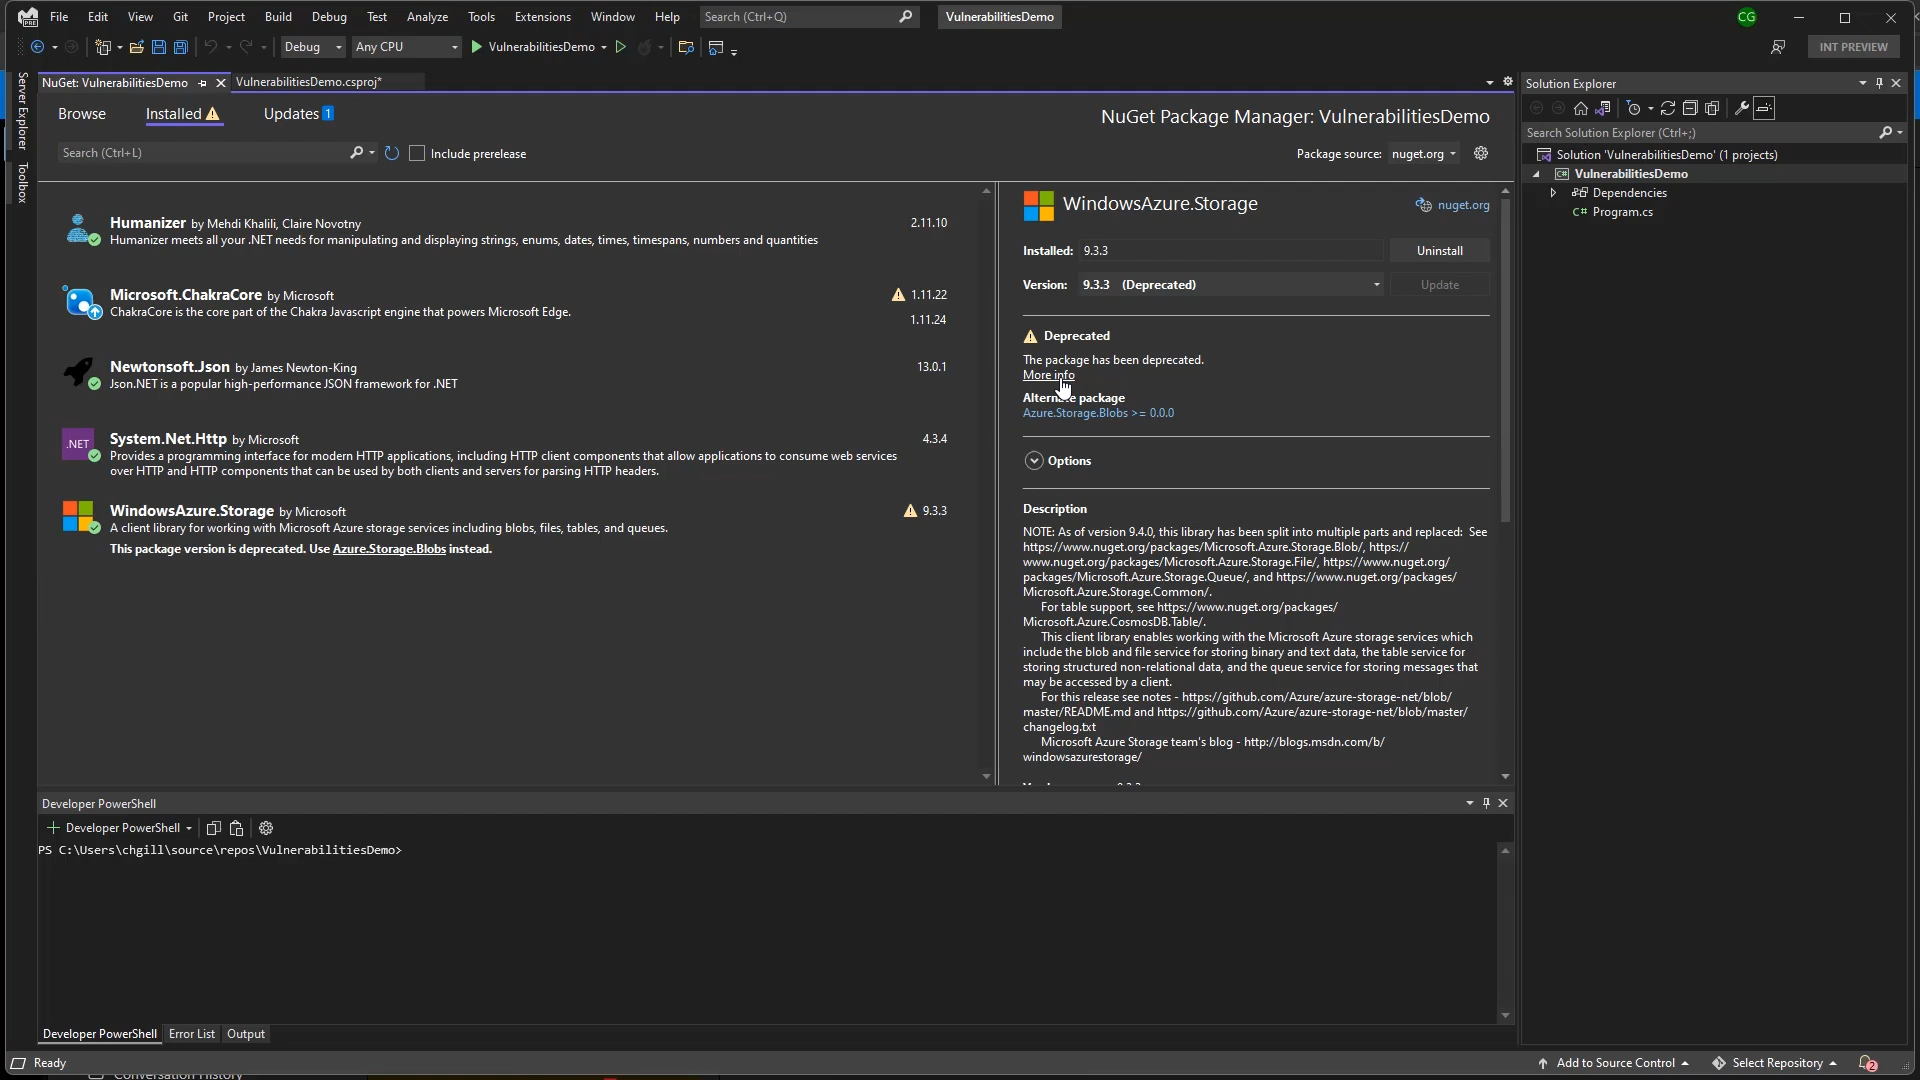 File Edit View Git Project Build Debug Test Analyze Tools Extensions Window Help Search (Ctrl+Q) VulnerabilitiesDemo CG
PRE
Debug Any CPU VulnerabilitiesDemo INT PREVIEW
Server Explorer
Toolbox
NuGet: VulnerabilitiesDemo VulnerabilitiesDemo.csproj*
Browse Installed Updates 1 NuGet Package Manager: VulnerabilitiesDemo
Search (Ctrl+L) Include prerelease Package source: nuget.org
Humanizer by Mehdi Khalili, Claire Novotny 2.11.10
Humanizer meets all your .NET needs for manipulating and displaying strings, enums, dates, times, timespans, numbers and quantities
Microsoft.ChakraCore by Microsoft 1.11.22
ChakraCore is the core part of the Chakra Javascript engine that powers Microsoft Edge.
1.11.24
Newtonsoft.Json by James Newton-King 13.0.1
Json.NET is a popular high-performance JSON framework for .NET
.NET
System.Net.Http by Microsoft 4.3.4
Provides a programming interface for modern HTTP applications, including HTTP client components that allow applications to consume web services
over HTTP and HTTP components that can be used by both clients and servers for parsing HTTP headers.
WindowsAzure.Storage by Microsoft 9.3.3
A client library for working with Microsoft Azure storage services including blobs, files, tables, and queues.
This package version is deprecated. Use Azure.Storage.Blobs instead.
WindowsAzure.Storage nuget.org
Installed: 9.3.3 Uninstall
Version: 9.3.3 (Deprecated) Update
Deprecated
The package has been deprecated.
More info
Alternate package
Azure.Storage.Blobs >= 0.0.0
Options
Description
NOTE: As of version 9.4.0, this library has been split into multiple parts and replaced: See
https://www.nuget.org/packages/Microsoft.Azure.Storage.Blob/, https://
www.nuget.org/packages/Microsoft.Azure.Storage.File/, https://www.nuget.org/
packages/Microsoft.Azure.Storage.Queue/, and https://www.nuget.org/packages/
Microsoft.Azure.Storage.Common/.
For table support, see https://www.nuget.org/packages/
Microsoft.Azure.CosmosDB.Table/.
This client library enables working with the Microsoft Azure storage services which
include the blob and file service for storing binary and text data, the table service for
storing structured non-relational data, and the queue service for storing messages that
may be accessed by a client.
For this release see notes - https://github.com/Azure/azure-storage-net/blob/
master/README.md and https://github.com/Azure/azure-storage-net/blob/master/
changelog.txt
Microsoft Azure Storage team's blog - http://blogs.msdn.com/b/
windowsazurestorage/
Solution Explorer
Search Solution Explorer (Ctrl+;)
Solution 'VulnerabilitiesDemo' (1 projects)
C# VulnerabilitiesDemo
Dependencies
C# Program.cs
Developer PowerShell
Developer PowerShell
PS C:\Users\chgill\source\repos\VulnerabilitiesDemo>
Developer PowerShell Error List Output
Ready Add to Source Control Select Repository 2